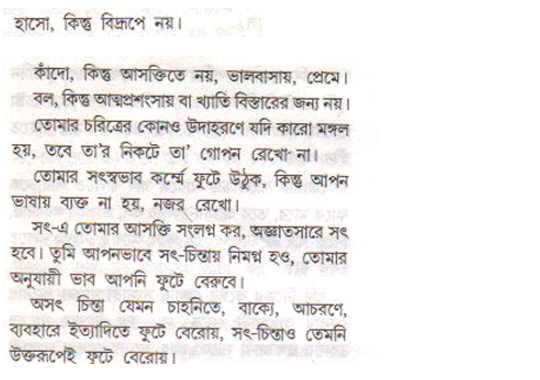 হাসো, কিন্তু বিদ্রূপে নয়।
কাঁদো, কিন্তু আসক্তিতে নয়, ভালবাসায়, প্রেমে।
বল, কিন্তু আত্মপ্রশংসায় বা খ্যাতি বিস্তারের জন্য নয়।
তোমার চরিত্রের কোনও উদাহরণে যদি কারো মঙ্গল
হয়, তবে তা'র নিকটে তা' গোপন রেখো না।
তোমার সৎস্বভাব কর্ম্মে ফুটে উঠুক, কিন্তু আপন
ভাষায় ব্যক্ত না হয়, নজর রেখো।
সৎ-এ তোমার আসক্তি সংলগ্ন কর, অজ্ঞাতসারে সৎ
হবে। তুমি আপনভাবে সৎ-চিন্তায় নিমগ্ন হও, তোমার
অনুযায়ী ভাব আপনি ফুটে বেরুবে।
অসৎ চিন্তা যেমন চাহনিতে, বাক্যে, আচরণে,
ব্যবহারে ইত্যাদিতে ফুটে বেরোয়, সৎ-চিন্তাও তেমনি
উক্তরূপেই ফুটে বেরোয়।